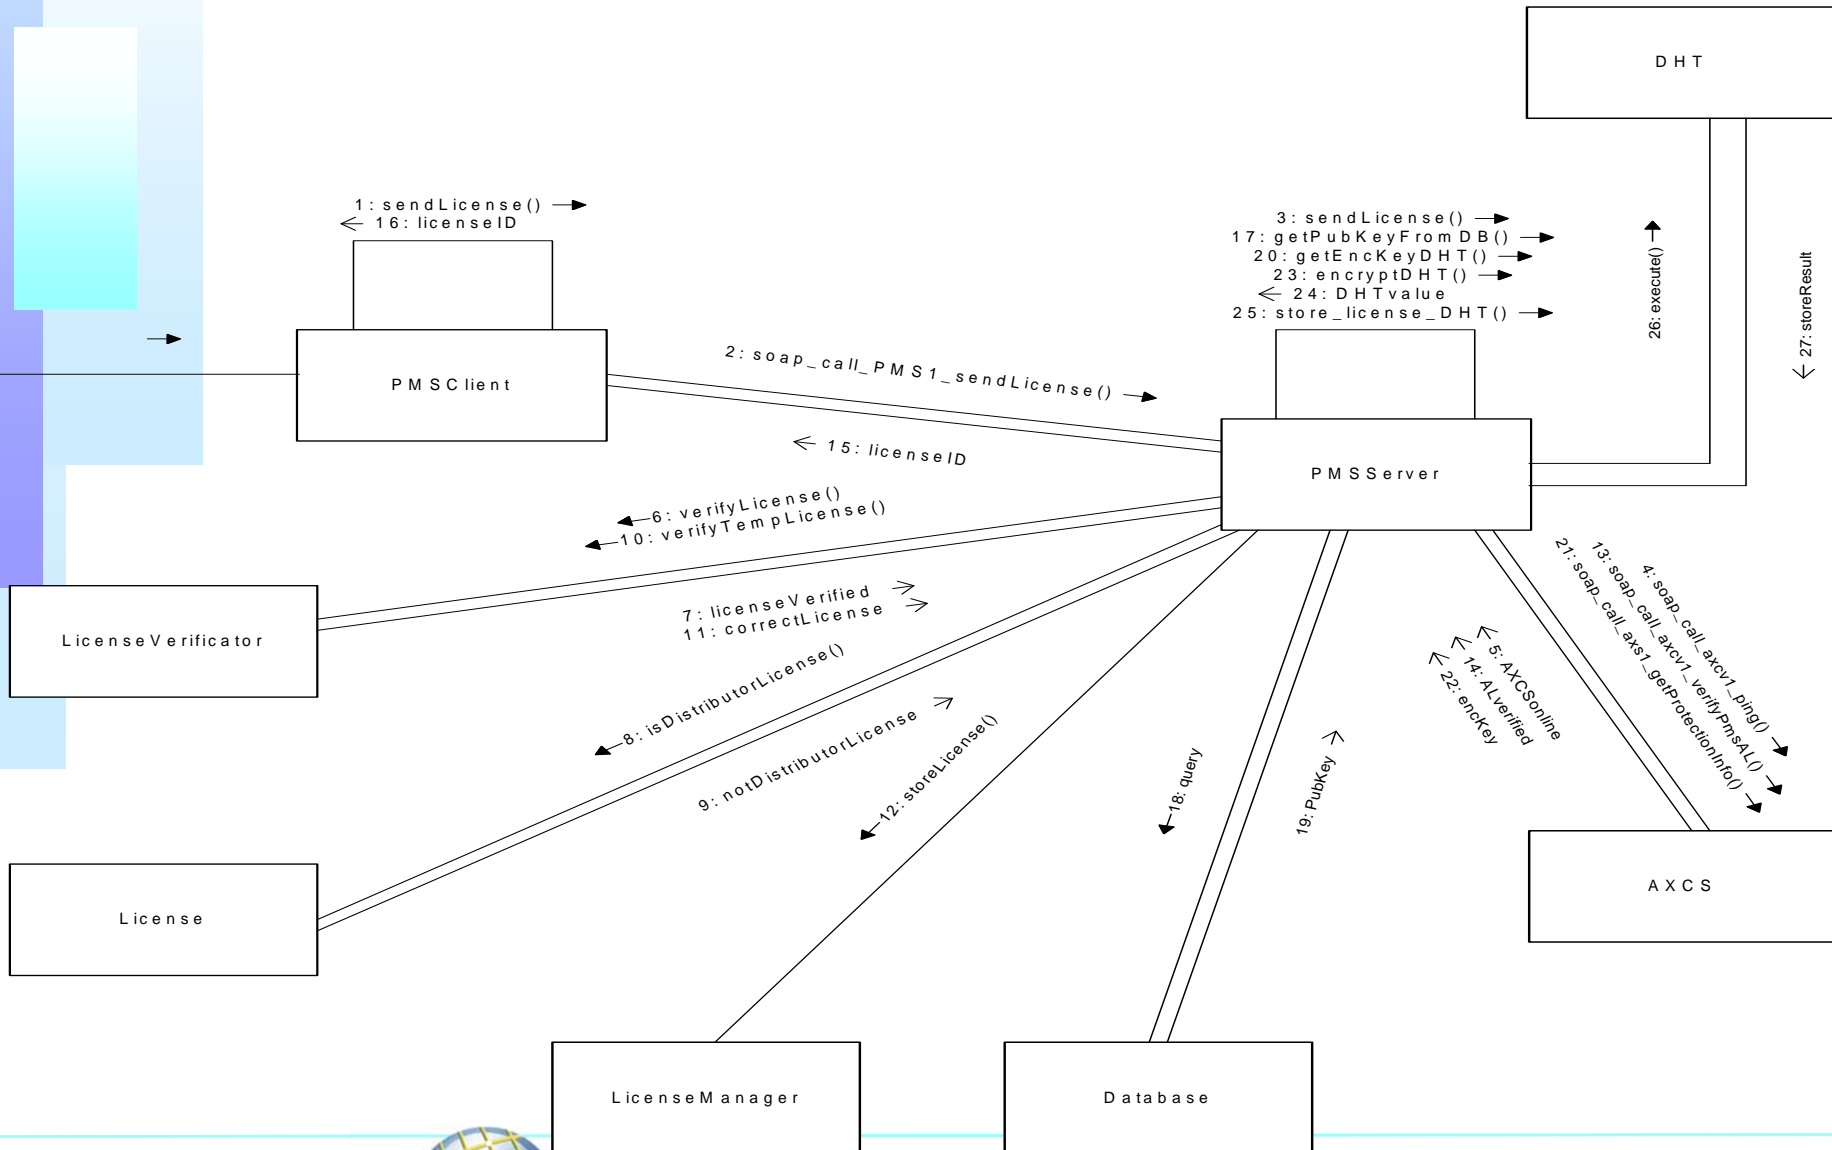 DHT
1: sendLicense()
16: licenseID
3: sendLicense()
17: getPubKeyFromDB()
20: getEncKeyDHT()
23: encryptDHT()
24: DHTvalue
25: store_license_DHT()
26: execute()
27: storeResult
PMSClient
2: soap_call_PMS1_sendLicense()
15: licenseID
PMSServer
6: verifyLicense()
10: verifyTempLicense()
7: licenseVerified
11: correctLicense
LicenseVerificator
8: isDistributorLicense()
9: notDistributorLicense
12: storeLicense()
18: query
19: PubKey
4: soap_call_axcv1_ping()
13: soap_call_axcv1_verifyPmsAL()
21: soap_call_axs1_getProtectionInfo()
5: AXCSonline
14: ALverified
22: encKey
License
AXCS
LicenseManager
Database